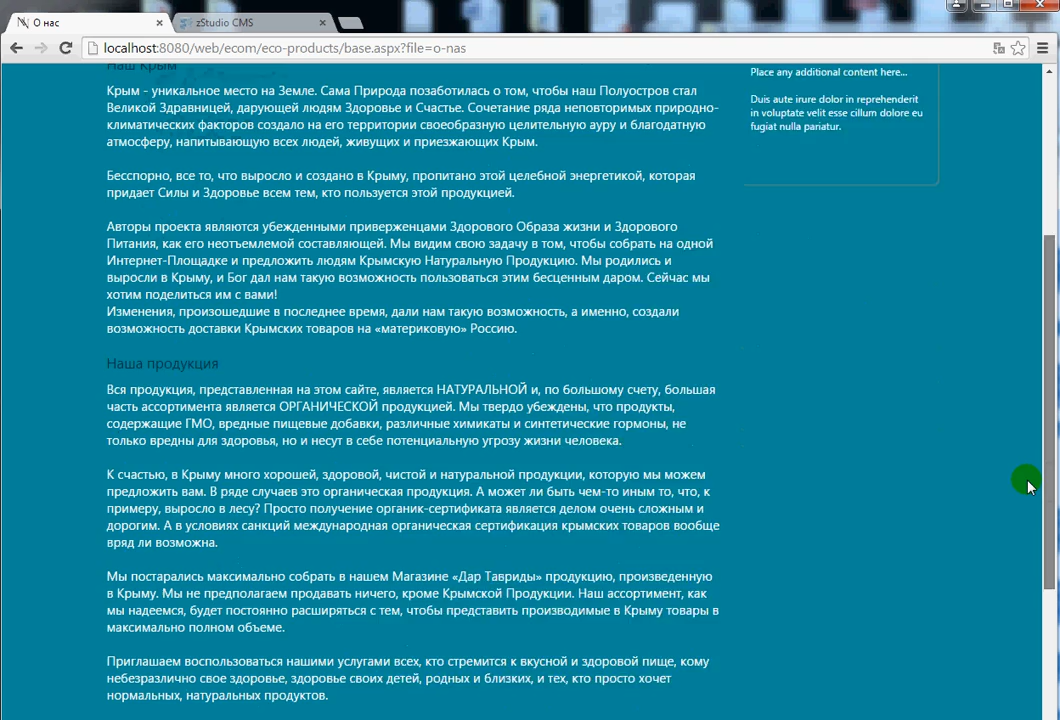 О нас
zStudio CMS
localhost:8080/web/ecom/eco-products/base.aspx?file=o-nas
Наш Крым
Крым - уникальное место на Земле. Сама Природа позаботилась о том, чтобы наш Полуостров стал
Великой Здравницей, дарующей людям Здоровье и Счастье. Сочетание ряда неповторимых природно-
климатических факторов создало на его территории своеобразную целительную ауру и благодатную
атмосферу, напитывающую всех людей, живущих и приезжающих Крым.
Бесспорно, все то, что выросло и создано в Крыму, пропитано этой целебной энергетикой, которая
придает Силы и Здоровье всем тем, кто пользуется этой продукцией.
Авторы проекта являются убежденными приверженцами Здорового Образа жизни и Здорового
Питания, как его неотъемлемой составляющей. Мы видим свою задачу в том, чтобы собрать на одной
Интернет-Площадке и предложить людям Крымскую Натуральную Продукцию. Мы родились и
выросли в Крыму, и Бог дал нам такую возможность пользоваться этим бесценным даром. Сейчас мы
хотим поделиться им с вами!
Изменения, произошедшие в последнее время, дали нам такую возможность, а именно, создали
возможность доставки Крымских товаров на «материковую» Россию.
Наша продукция
Вся продукция, представленная на этом сайте, является НАТУРАЛЬНОЙ и, по большому счету, большая
часть ассортимента является ОРГАНИЧЕСКОЙ продукцией. Мы твердо убеждены, что продукты,
содержащие ГМО, вредные пищевые добавки, различные химикаты и синтетические гормоны, не
только вредны для здоровья, но и несут в себе потенциальную угрозу жизни человека.
К счастью, в Крыму много хорошей, здоровой, чистой и натуральной продукции, которую мы можем
предложить вам. В ряде случаев это органическая продукция. А может ли быть чем-то иным то, что, к
примеру, выросло в лесу? Просто получение органик-сертификата является делом очень сложным и
дорогим. А в условиях санкций международная органическая сертификация крымских товаров вообще
вряд ли возможна.
Мы постарались максимально собрать в нашем Магазине «Дар Тавриды» продукцию, произведенную
в Крыму. Мы не предполагаем продавать ничего, кроме Крымской Продукции. Наш ассортимент, как
мы надеемся, будет постоянно расширяться с тем, чтобы представить производимые в Крыму товары в
максимально полном объеме.
Приглашаем воспользоваться нашими услугами всех, кто стремится к вкусной и здоровой пище, кому
небезразлично свое здоровье, здоровье своих детей, родных и близких, и тех, кто просто хочет
нормальных, натуральных продуктов.
Place any additional content here...
Duis aute irure dolor in reprehenderit
in voluptate velit esse cillum dolore eu
fugiat nulla pariatur.